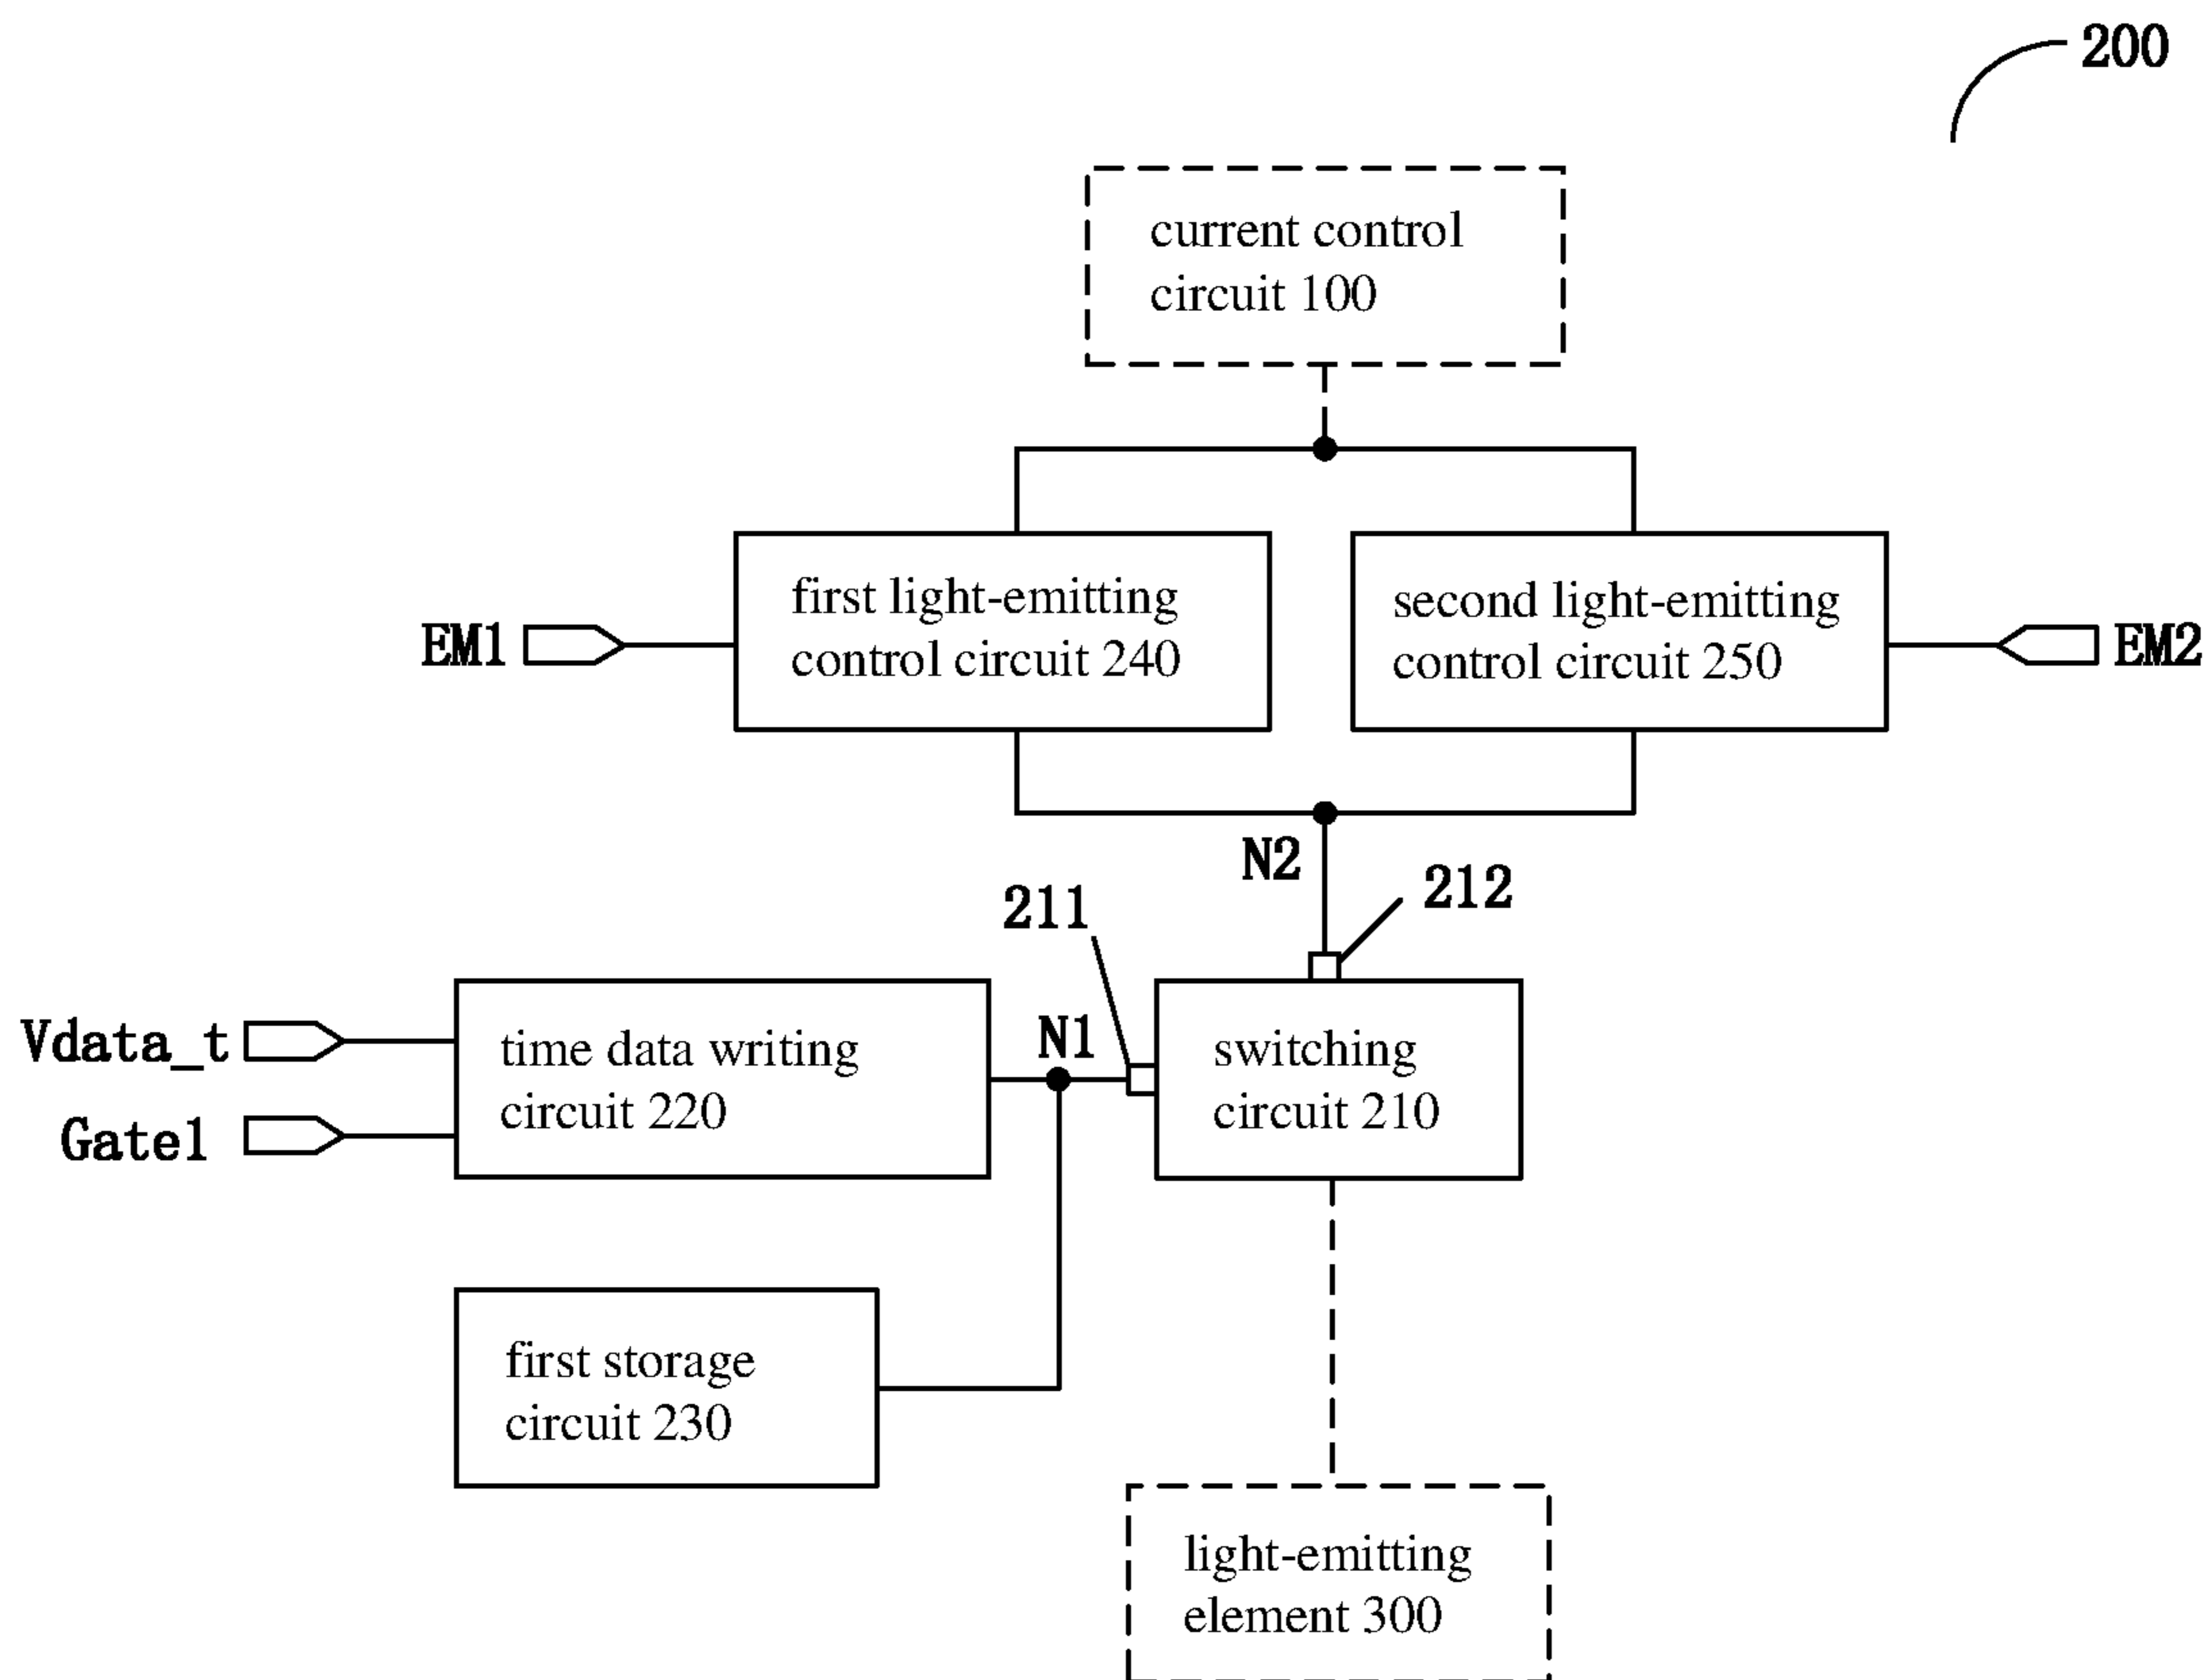 200
current control
circuit 100
first light-emitting
control circuit 240
second light-emitting
control circuit 250
EM1
EM2
N2
212
211
N1
Vdata_t
Gate1
time data writing
circuit 220
switching
circuit 210
first storage
circuit 230
light-emitting
element 300